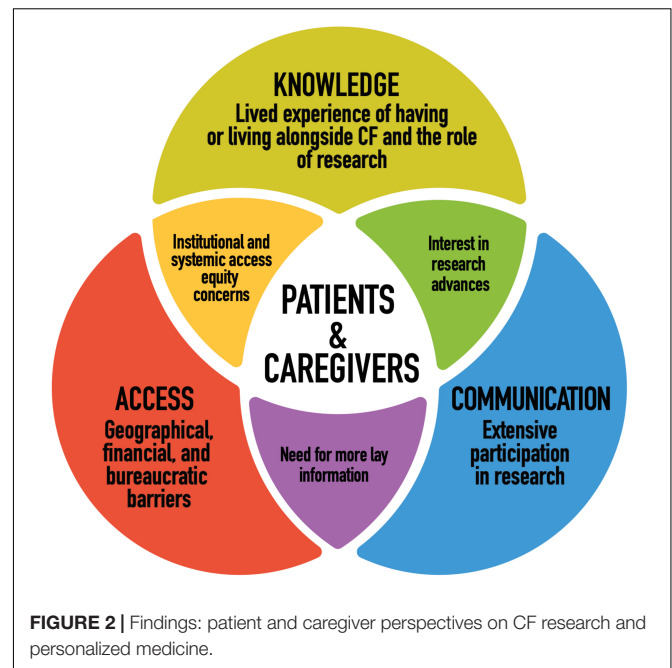 KNOWLEDGE
Lived experience of having
or living alongside CF and the role
of research
Institutional and
systemic access
equity
concerns
Interest in
research
advances
PATIENTS
&
CAREGIVERS
ACCESS
Geographical,
financial, and
bureaucratic
barriers
COMMUNICATION
Extensive
participation
in research
Need for more lay
information
FIGURE 2 | Findings: patient and caregiver perspectives on CF research and
personalized medicine.